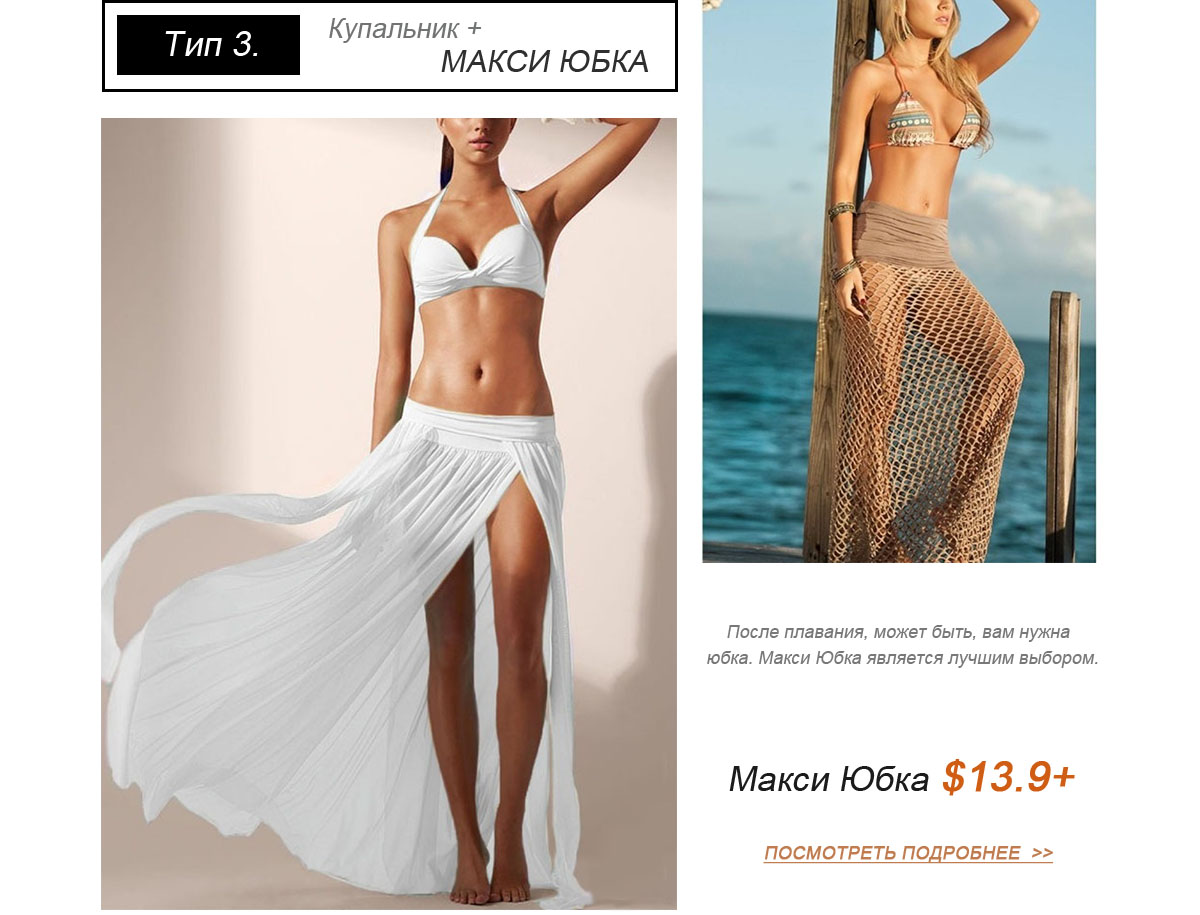 Тип 3.
Купальник +
МАКСИ ЮБКА
После плавания, может быть, вам нужна
юбка. Макси Юбка является лучшим выбором.
Макси Юбка $13.9+
ПОСМОТРЕТЬ ПОДРОБНЕЕ >>